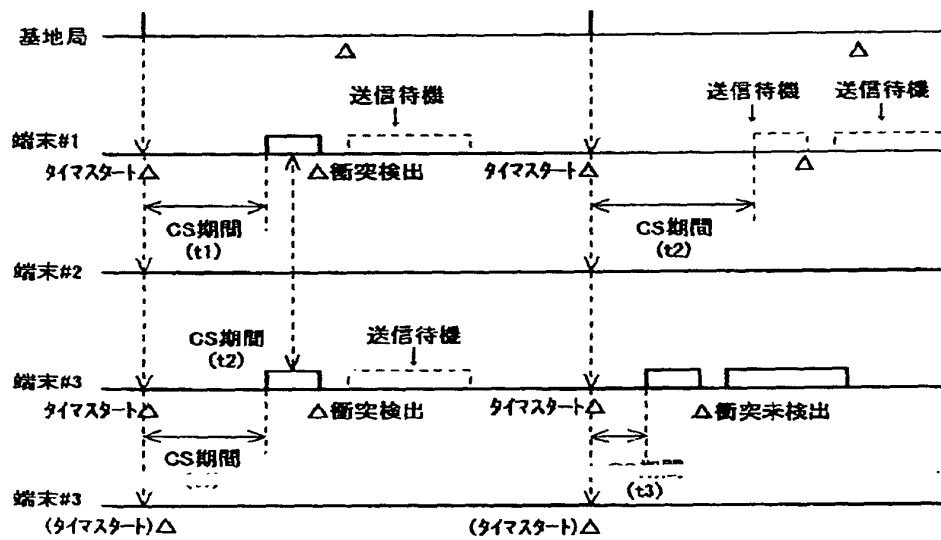 基地局
送信待機
送信待機
送信待機
端末#1
タイマスタート
衝突検出
タイマスタート
CS期間
(t1)
CS期間
(t2)
端末#2
CS期間
(t2)
送信待機
端末#3
タイマスタート
衝突検出
タイマスタート
衝突未検出
CS期間
(t3)
端末#3
(タイマスタート)
(タイマスタート)